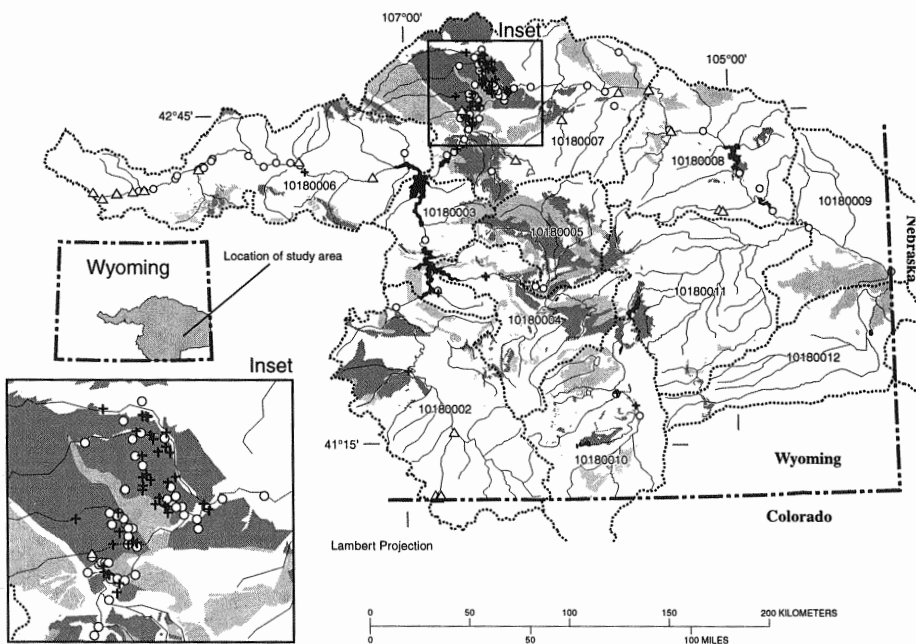 107°00'
Inset
105°00'
42°45'
10180007
10180008
10180006
10180009
10180003
10180005
Nebraska
Wyoming
Location of study area
10180011
10180004
10180012
Inset
10180002
41°15'
10180010
Wyoming
Colorado
Lambert Projection
0 50 100 150 200 KILOMETERS
0 50 100 MILES